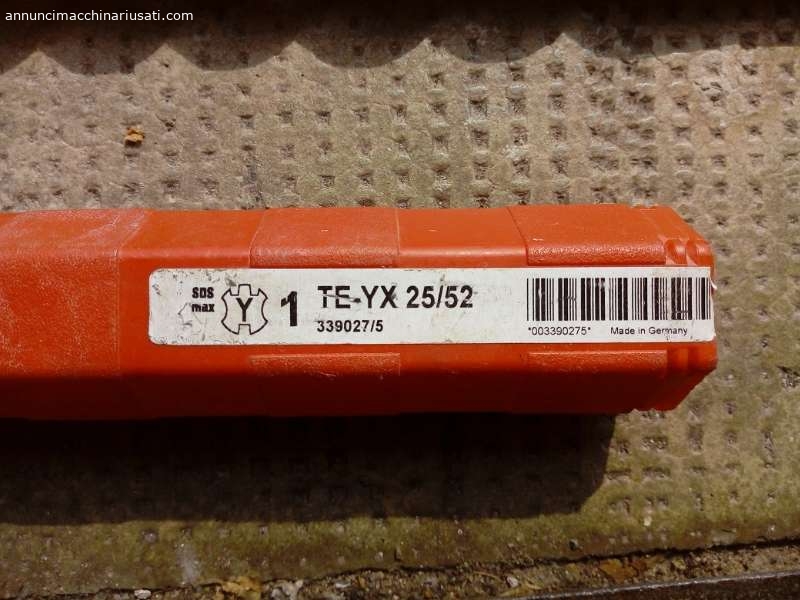 annuncimacchinariusati.com
SDS
max
Y
1
TE-YX 25/52
339027/5
*003390275* Made in Germany